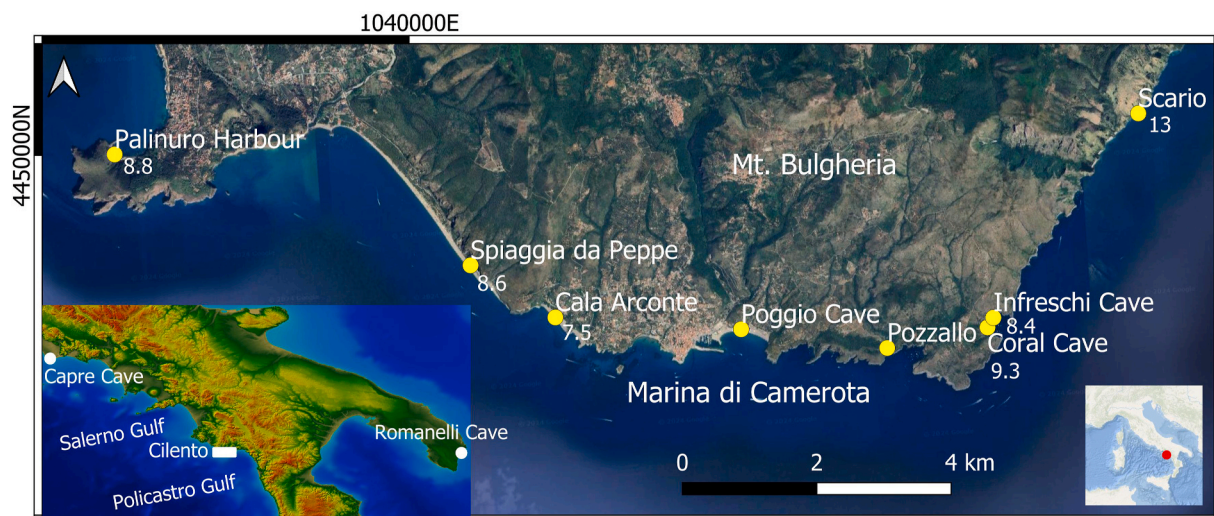 1040000E
4450000N
Scario
13
Palinuro Harbour
8.8
Mt. Bulgheria
Spiaggia da Peppe
8.6
Cala Arconte
7.5
Poggio Cave
Pozzallo
Infreschi Cave
8.4
Coral Cave
9.3
Marina di Camerota
0 2 4 km
Capre Cave
Salerno Gulf
Cilento
Romanelli Cave
Policastro Gulf